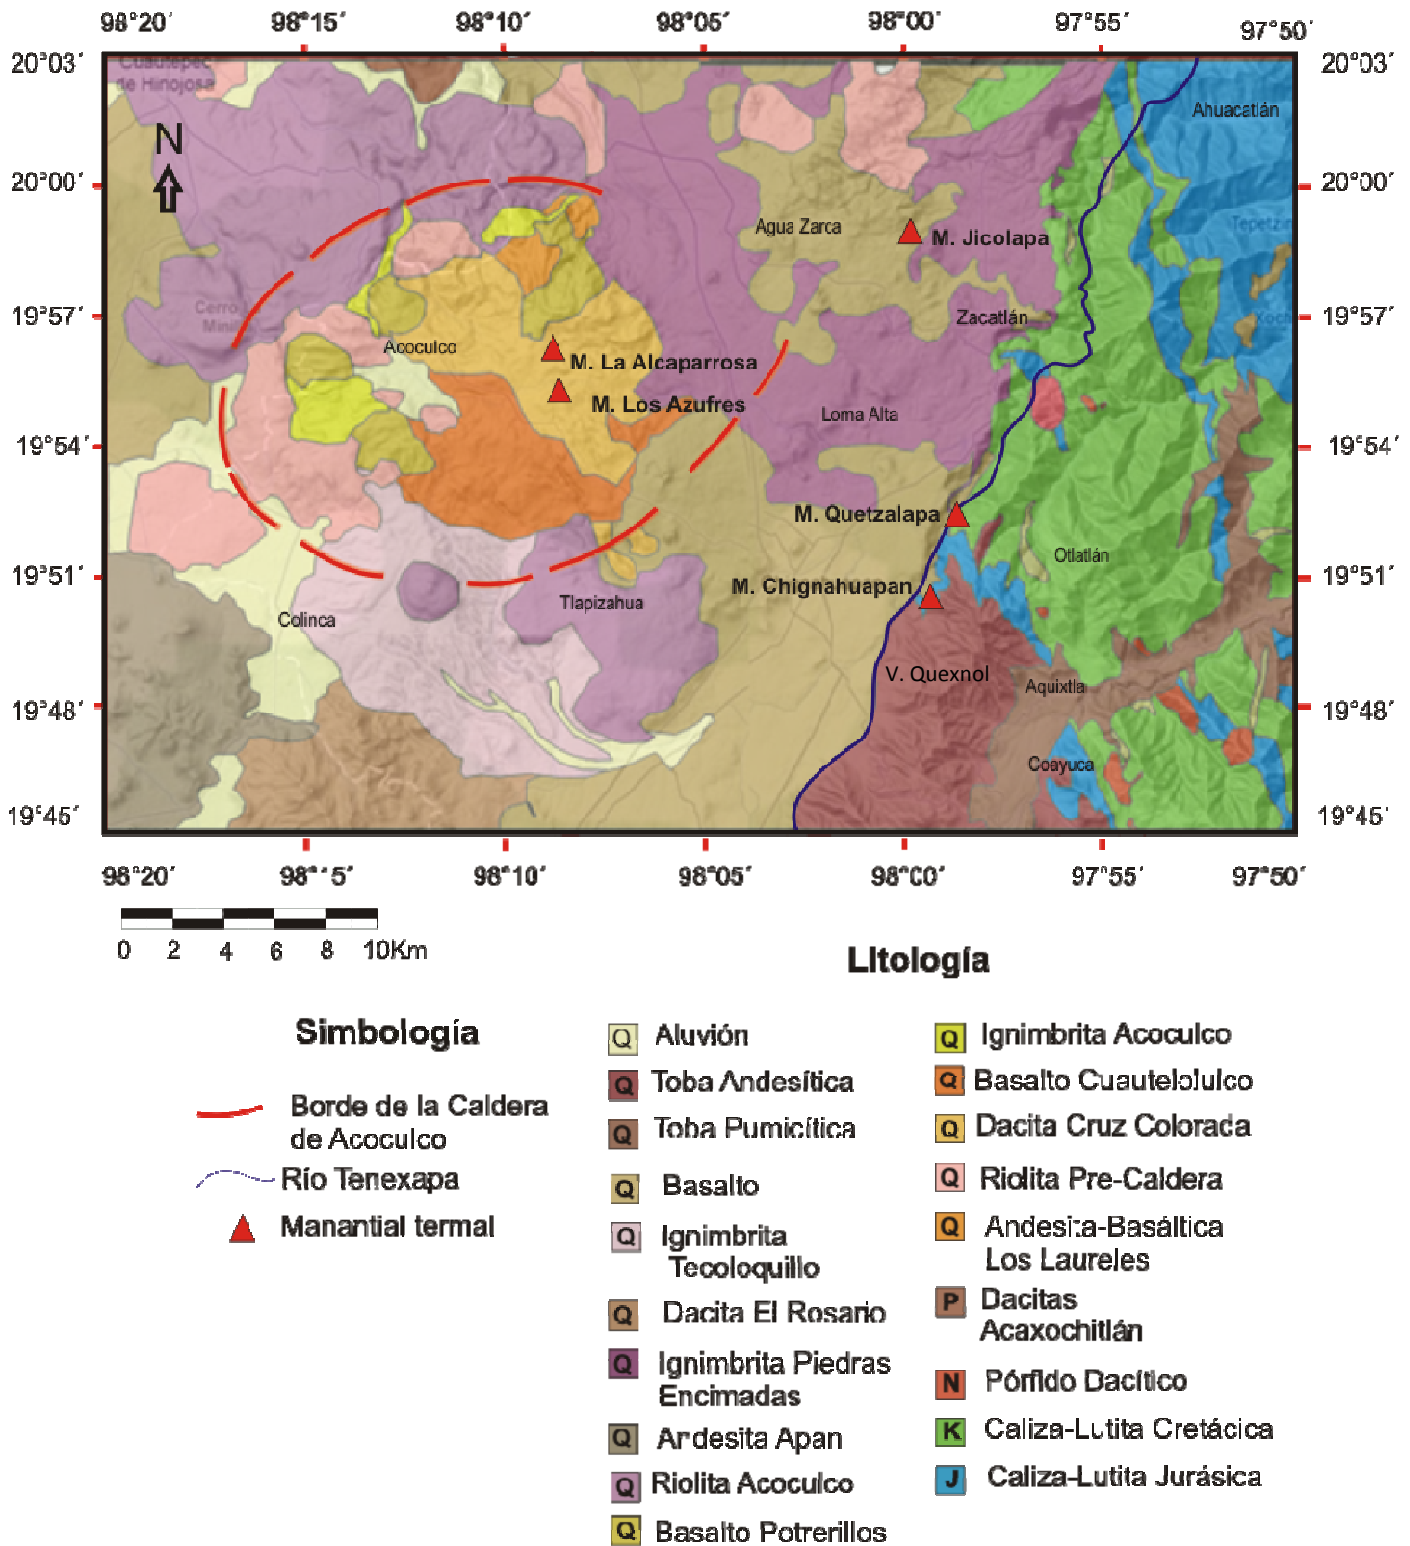 98°20´ 98°15´ 98°10´ 98°05´ 98°00´ 97°55´ 97°50´
20°03´ 20°03´
Cuautepec
de Hinojosa
Ahuacatlán
N
20°00´ 20°00´
Agua Zarca
M. Jicolapa
Cerro
19°57´ 19°57´
Zacatlán
Acoculco
M. La Alcaparrosa
M. Los Azufres
Loma Alta
19°54´ 19°54´
M. Quetzalapa
Otlatlán
19°51´ 19°51´
M. Chignahuapan
Tlapizahua
Colinca
V. Quexnol
Aquixtla
19°48´ 19°48´
Coayuca
19°45´ 19°45´
98°20´ 98°15´ 98°10´ 98°05´ 98°00´ 97°55´ 97°50´
0 2 4 6 8 10Km
Litología
Simbología
Borde de la Caldera
de Acoculco
Río Tenexapa
Manantial termal
Q Aluvión
Q Toba Andesítica
Q Toba Pumicítica
Q Basalto
Q Ignimbrita
Tecoloquillo
Q Dacita El Rosario
Q Ignimbrita Piedras
Encimadas
Q Andesita Apan
Q Riolita Acoculco
Q Basalto Potrerillos
Q Ignimbrita Acoculco
Q Basalto Cuautelolulco
Q Dacita Cruz Colorada
Q Riolita Pre-Caldera
Q Andesita-Basáltica
Los Laureles
P Dacitas
Acaxochitlán
N Pórfido Dacítico
K Caliza-Lutita Cretácica
J Caliza-Lutita Jurásica